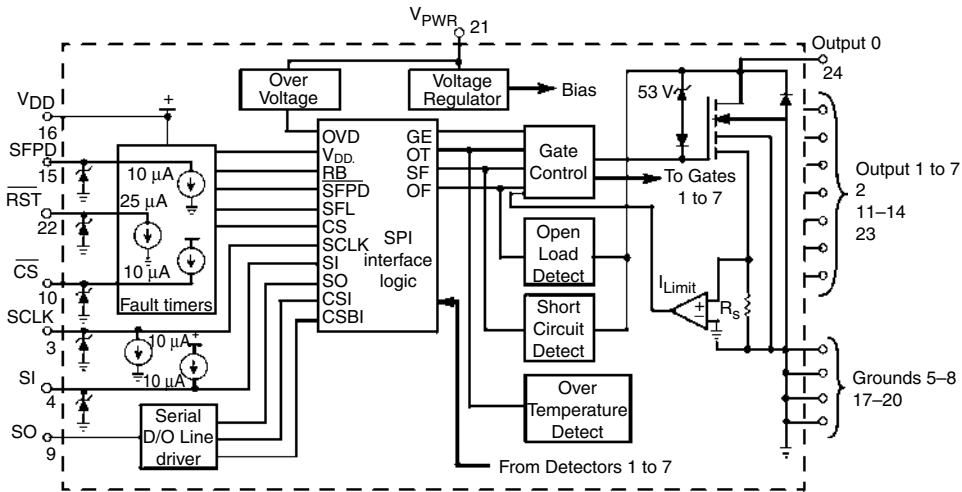 VPWR
21
Output 0
24
Over
Voltage
Voltage
Regulator
Bias
53 V
VDD
16
+
SFPD
15
10 μA
RST
22
25 μA
CS
10
10 μA
Fault timers
SCLK
3
10 μA
+
10 μA
SI
4
SO
9
Serial
D/O Line
driver
OVD
VDD.
RB
SFPD
SFL
CS
SCLK
SI
SO
CSI
CSBI
GE
OT
SF
OF
SPI
interface
logic
Gate
Control
To Gates
1 to 7
Open
Load
Detect
Short
Circuit
Detect
Over
Temperature
Detect
ILimit
+
−
Rs
From Detectors 1 to 7
Output 1 to 7
2
11–14
23
Grounds 5–8
17–20